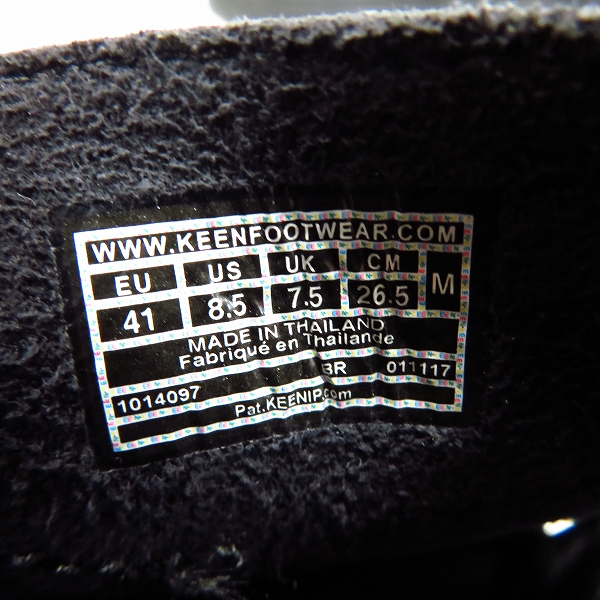 WWW.KEENFOOTWEAR.COM
EU US UK CM M
41 8.5 7.5 26.5
MADE IN THAILAND
Fabriqué en Thailande
1014097 BR 011117
Pat.KEENIP.com